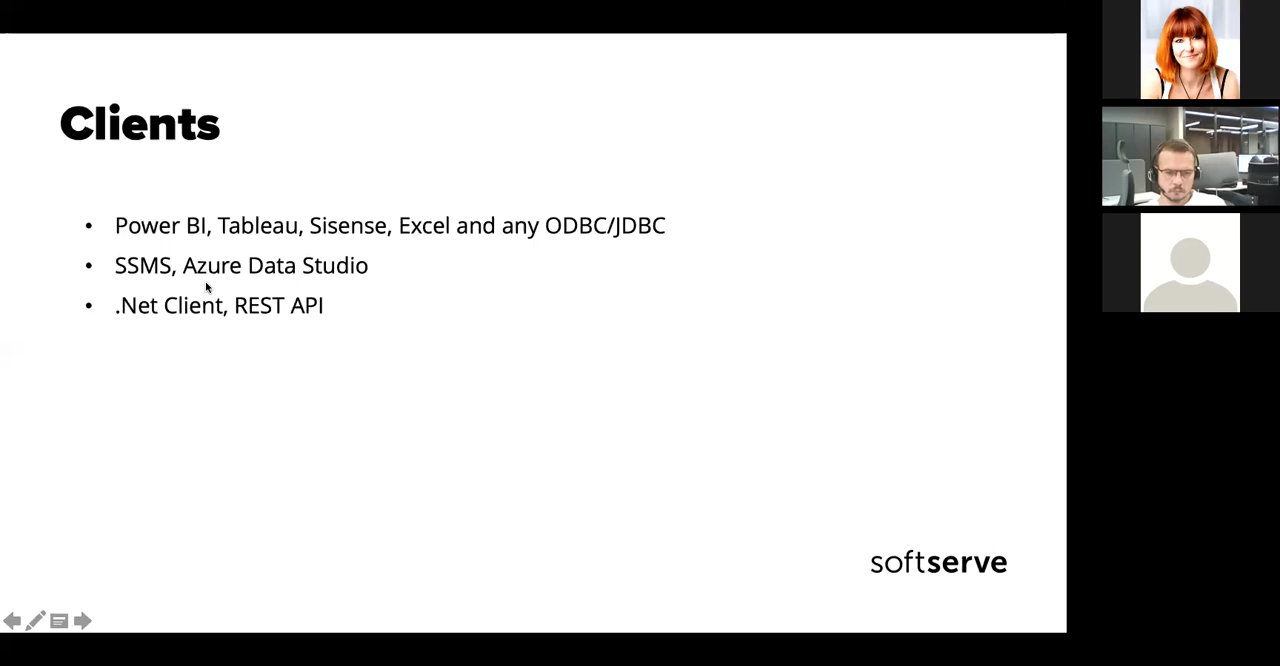 Clients
• Power BI, Tableau, Sisense, Excel and any ODBC/JDBC
• SSMS, Azure Data Studio
• .Net Client, REST API
softserve